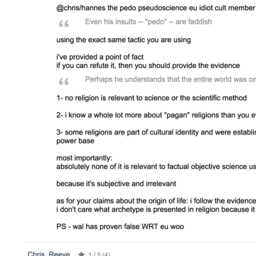 @chris/hannes the pedo pseudoscience eu idiot cult member
Even his insults -- "pedo" -- are faddish
using the exact same tactic you are using
i've provided a point of fact
if you can refute it, then you should provide the evidence
Perhaps he understands that the entire world was on
1- no religion is relevant to science or the scientific method
2- i know a whole lot more about "pagan" religions than you e
3- some religions are part of cultural identity and were establis
power base
most importantly:
absolutely none of it is relevant to factual objective science us
because it's subjective and irrelevant
as for your claims about the origin of life: i follow the evidence
i don't care what archetype is presented in religion because it
PS - wal has proven false WRT eu woo
Chris_Reeve
1 / 5 (4)